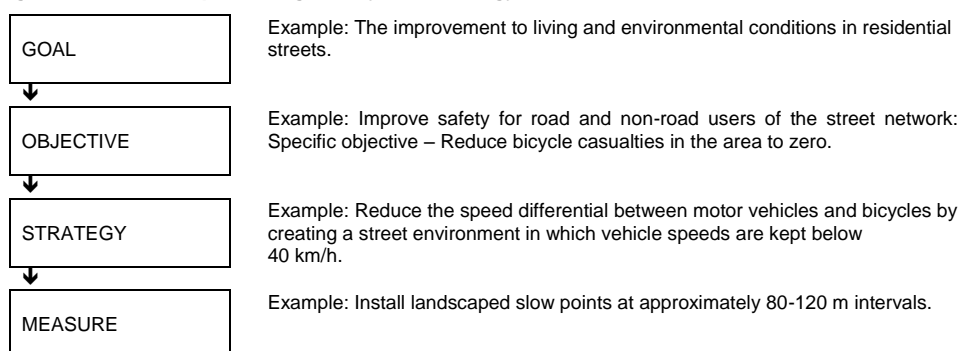 GOAL
Example: The improvement to living and environmental conditions in residential
streets.
OBJECTIVE
Example: Improve safety for road and non-road users of the street network:
Specific objective – Reduce bicycle casualties in the area to zero.
STRATEGY
Example: Reduce the speed differential between motor vehicles and bicycles by
creating a street environment in which vehicle speeds are kept below
40 km/h.
MEASURE
Example: Install landscaped slow points at approximately 80-120 m intervals.